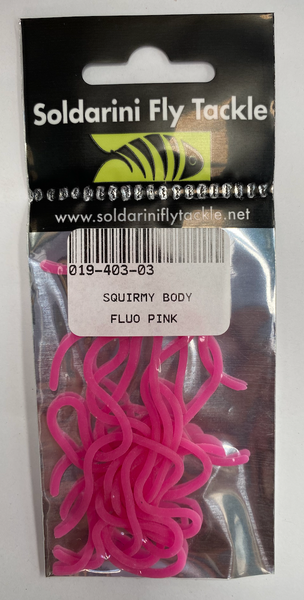 Soldarini Fly Tackle
www.soldariniflytackle.net
019-403-03
SQUIRMY BODY
FLUO PINK